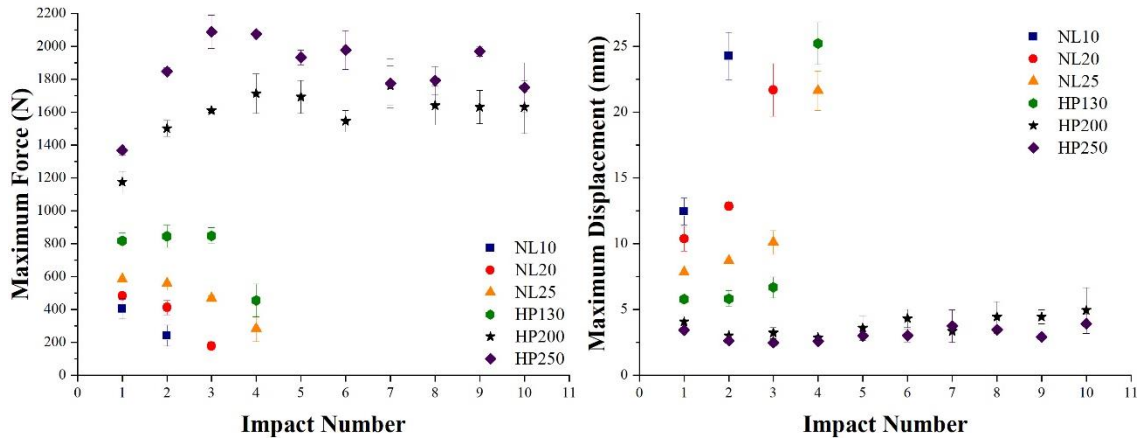 Maximum Force (N)
2200
2000
1800
1600
1400
1200
1000
800
600
400
200
0
NL10
NL20
NL25
HP130
HP200
HP250
0 1 2 3 4 5 6 7 8 9 10 11
Impact Number
Maximum Displacement (mm)
25
20
15
10
5
0
NL10
NL20
NL25
HP130
HP200
HP250
0 1 2 3 4 5 6 7 8 9 10 11
Impact Number